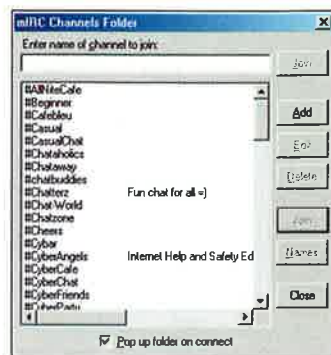 mIRC Channels Folder
Enter name of channel to join:
Join
#AllNiteCafe
#Beginner
#Cafebleu
#Casual
#CasualChat
#Chataholics
#Chataway
#chatbuddies
#Chatterz Fun chat for all =)
#Chat-World
#Chatzone
#Cheers
#Cybar
#CyberAngels Internet Help and Safety Ed
#CyberCafe
#CyberChat
#CyberFriends
#CyberParty
Add
Edit
Delete
Join
Names
Close
Pop up folder on connect